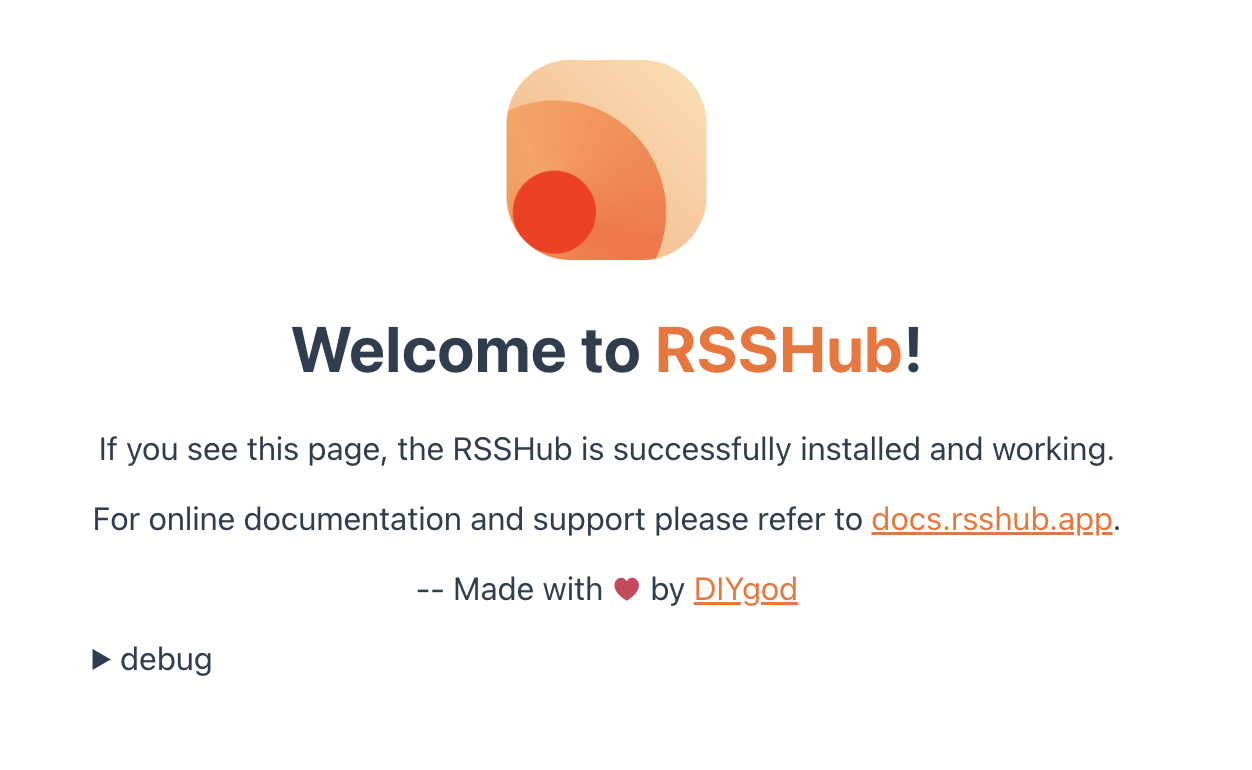 Welcome to RSSHub!
If you see this page, the RSSHub is successfully installed and working.
For online documentation and support please refer to docs.rsshub.app.
-- Made with ❤️ by DIYgod
▶ debug